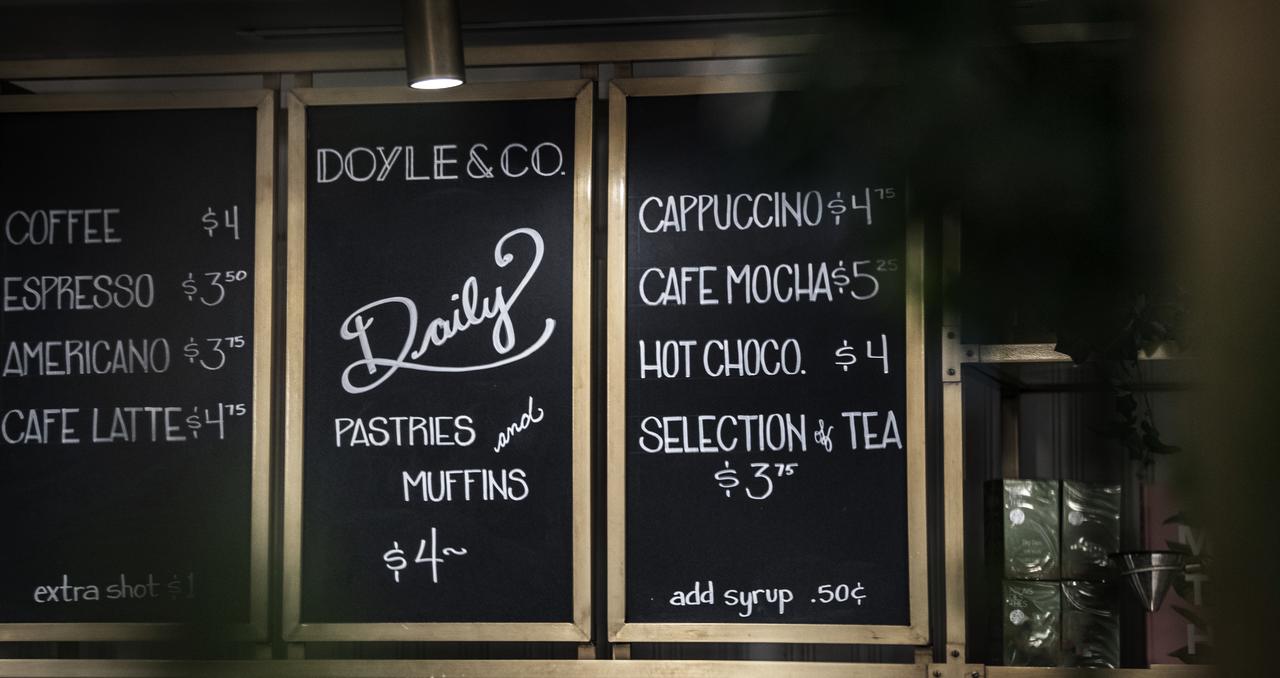 COFFEE $4
ESPRESSO $3⁵⁰
AMERICANO $3⁷⁵
CAFE LATTE $4⁷⁵
extra shot $1
DOYLE & CO.
Daily
PASTRIES and
MUFFINS
$4~
CAPPUCCINO $4⁷⁵
CAFE MOCHA $5²⁵
HOT CHOCO. $4
SELECTION of TEA
$3⁷⁵
add syrup .50¢